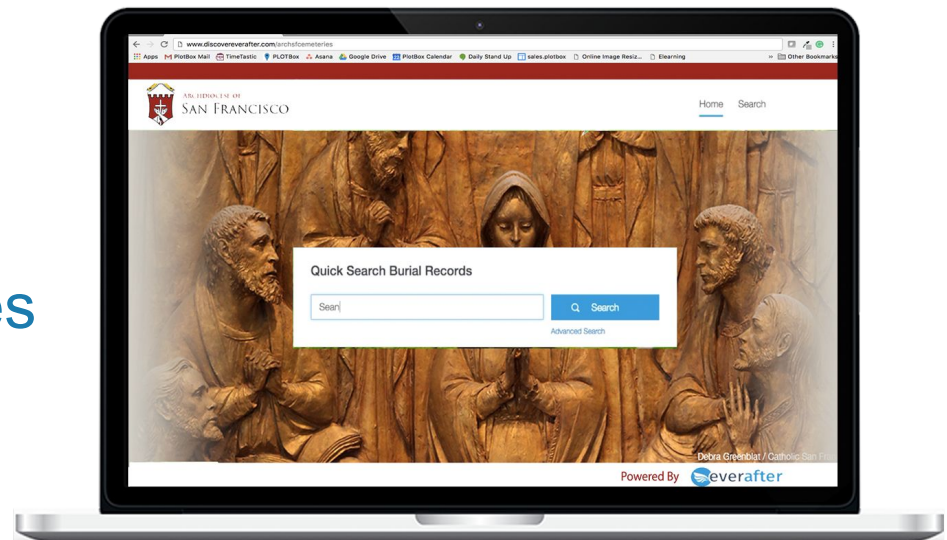 www.discovereverafter.com/archsfcemeteries
Apps PlotBox Mail TimeTastic PLOTBox Asana Google Drive PlotBox Calendar Daily Stand Up sales.plotbox Online Image Resiz... Elearning » Other Bookmarks
ARCHDIOCESE OF
SAN FRANCISCO
Home Search
Quick Search Burial Records
Sean
Search
Advanced Search
es
Debra Greenblat / Catholic San
Powered By everafter